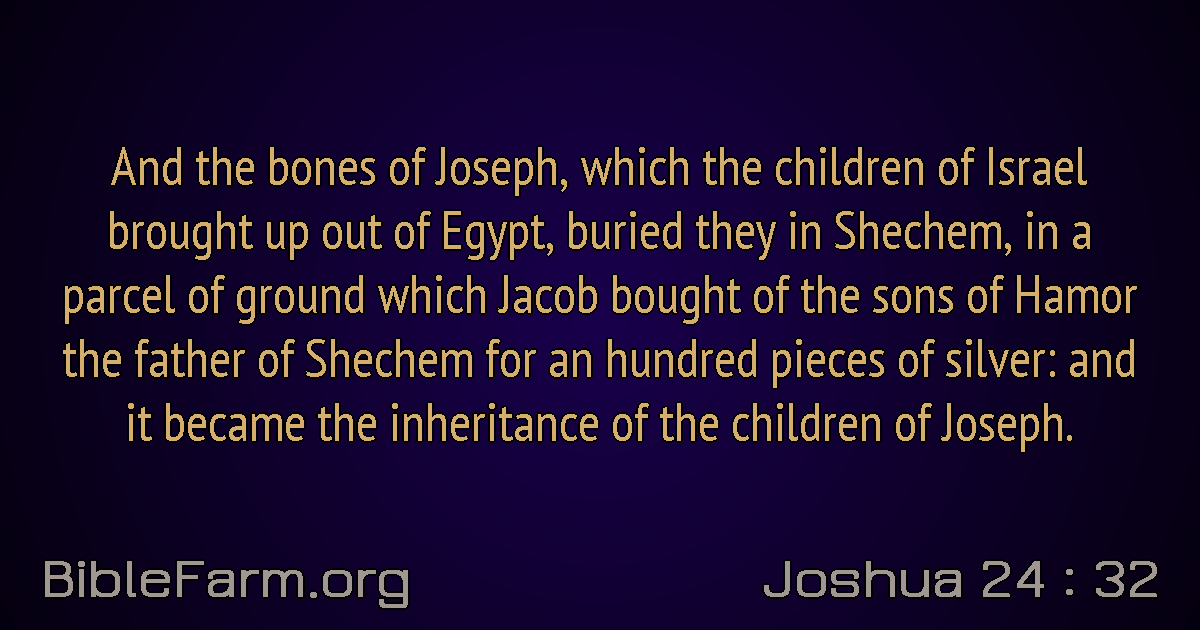 And the bones of Joseph, which the children of Israel
brought up out of Egypt, buried they in Shechem, in a
parcel of ground which Jacob bought of the sons of Hamor
the father of Shechem for an hundred pieces of silver: and
it became the inheritance of the children of Joseph.
BibleFarm.org
Joshua 24 : 32